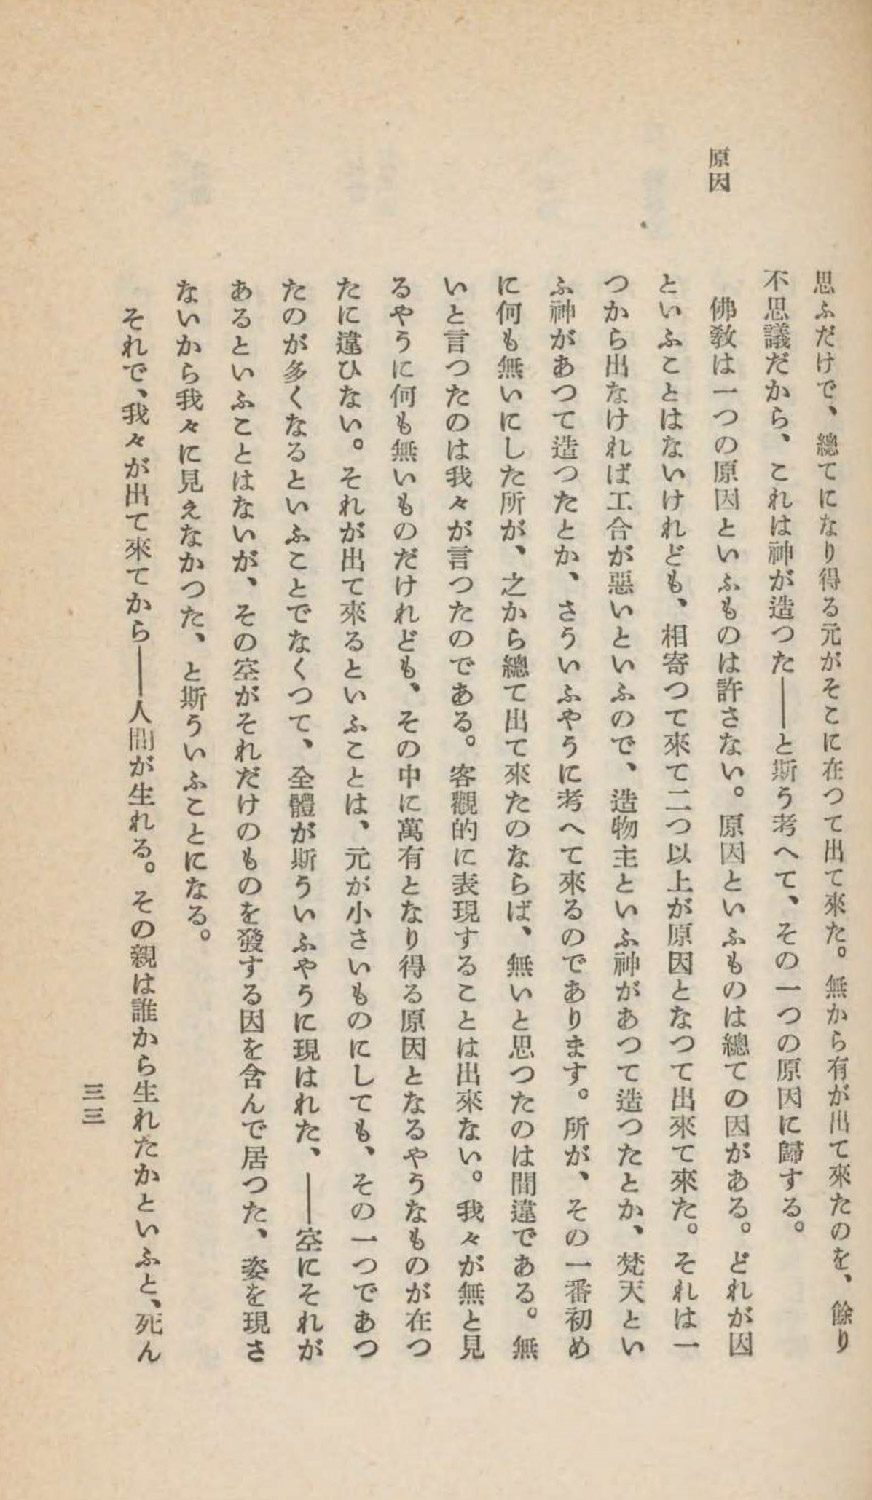 原因
思ふだけで、總てになり得る元がそこに在つて出て來た。無から有が出て來たのを、餘り
不思議だから、これは神が造つた――と斯う考へて、その一つの原因に歸する。
佛教は一つの原因といふものは許さない。原因といふものは總ての因がある。どれが因
といふことはないけれども、相寄つて來て二つ以上が原因となつて出來て來た。それは一
つから出なければ工合が惡いといふので、造物主といふ神があつて造つたとか、梵天とい
ふ神があつて造つたとか、さういふやうに考へて來るのであります。所が、その一番初め
に何も無いにした所が、之から總て出て來たのならば、無いと思つたのは間違である。無
いと言つたのは我々が言つたのである。客觀的に表現することは出來ない。我々が無と見
るやうに何も無いものだけれども、その中に萬有となり得る原因となるやうなものが在つ
たに違ひない。それが出て來るといふことは、元が小さいものにしても、その一つであつ
たのが多くなるといふことでなくつて、全體が斯ういふやうに現はれた、――空にそれが
あるといふことはないが、その空がそれだけのものを發する因を含んで居つた、姿を現さ
ないから我々に見えなかつた、と斯ういふことになる。
それで、我々が出て來てから――人間が生れる。その親は誰から生れたかといふと、死ん
三三